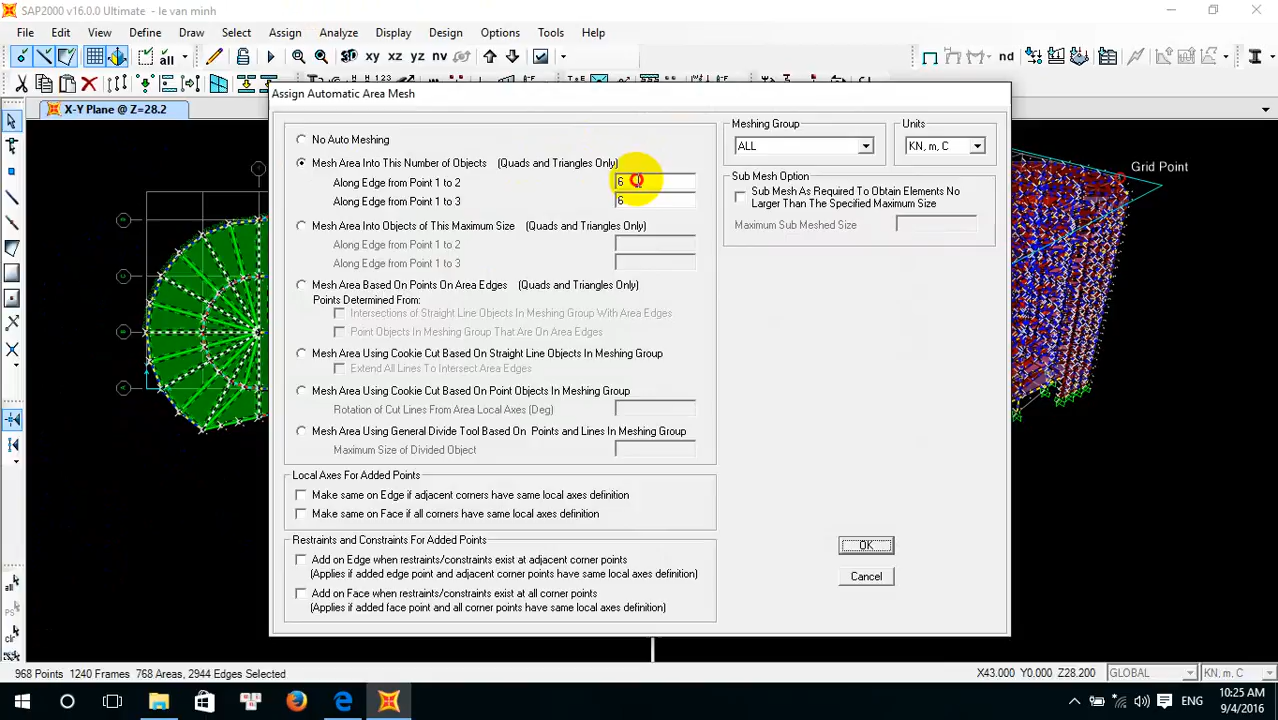 SAP2000 v16.0.0 Ultimate - le van minh
File Edit View Define Draw Select Assign Analyze Display Design Options Tools Help
all 3D xy xz yz nv nd
X-Y Plane @ Z=28.2
Assign Automatic Area Mesh
No Auto Meshing
Mesh Area Into This Number of Objects (Quads and Triangles Only)
Along Edge from Point 1 to 2 6
Along Edge from Point 1 to 3 6
Mesh Area Into Objects of This Maximum Size (Quads and Triangles Only)
Along Edge from Point 1 to 2
Along Edge from Point 1 to 3
Mesh Area Based On Points On Area Edges (Quads and Triangles Only)
Points Determined From:
Intersections of Straight Line Objects In Meshing Group With Area Edges
Point Objects In Meshing Group That Are On Area Edges
Mesh Area Using Cookie Cut Based On Straight Line Objects In Meshing Group
Extend All Lines To Intersect Area Edges
Mesh Area Using Cookie Cut Based On Point Objects In Meshing Group
Rotation of Cut Lines From Area Local Axes (Deg)
Mesh Area Using General Divide Tool Based On Points and Lines In Meshing Group
Maximum Size of Divided Object
Local Axes For Added Points
Make same on Edge if adjacent corners have same local axes definition
Make same on Face if all corners have same local axes definition
Restraints and Constraints For Added Points
Add on Edge when restraints/constraints exist at adjacent corner points
(Applies if added edge point and adjacent corner points have same local axes definition)
Add on Face when restraints/constraints exist at all corner points
(Applies if added face point and all corner points have same local axes definition)
Meshing Group
ALL
Units
KN, m, C
Sub Mesh Option
Sub Mesh As Required To Obtain Elements No
Larger Than The Specified Maximum Size
Maximum Sub Meshed Size
OK
Cancel
Grid Point
all
PS
clr
968 Points 1240 Frames 768 Areas, 2944 Edges Selected
X43.000 Y0.000 Z28.200
GLOBAL
KN, m, C
ENG
10:25 AM
9/4/2016